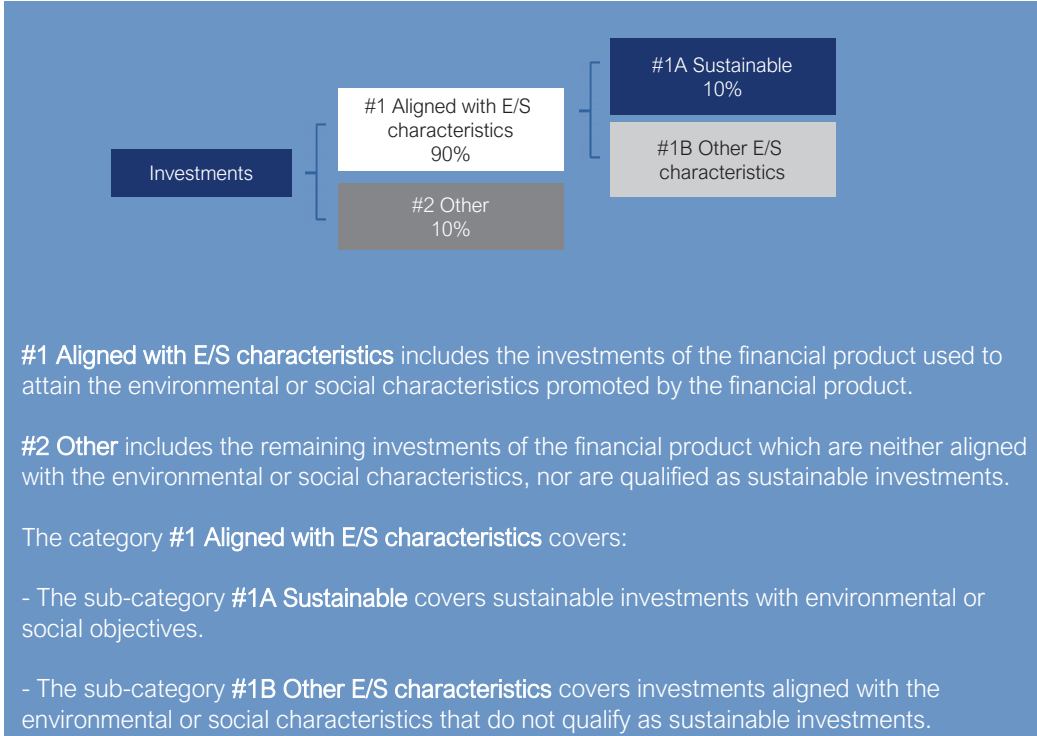 #1A Sustainable
10%
#1 Aligned with E/S
characteristics
90%
#1B Other E/S
characteristics
Investments
#2 Other
10%
#1 Aligned with E/S characteristics includes the investments of the financial product used to
attain the environmental or social characteristics promoted by the financial product.
#2 Other includes the remaining investments of the financial product which are neither aligned
with the environmental or social characteristics, nor are qualified as sustainable investments.
The category #1 Aligned with E/S characteristics covers:
- The sub-category #1A Sustainable covers sustainable investments with environmental or
social objectives.
- The sub-category #1B Other E/S characteristics covers investments aligned with the
environmental or social characteristics that do not qualify as sustainable investments.